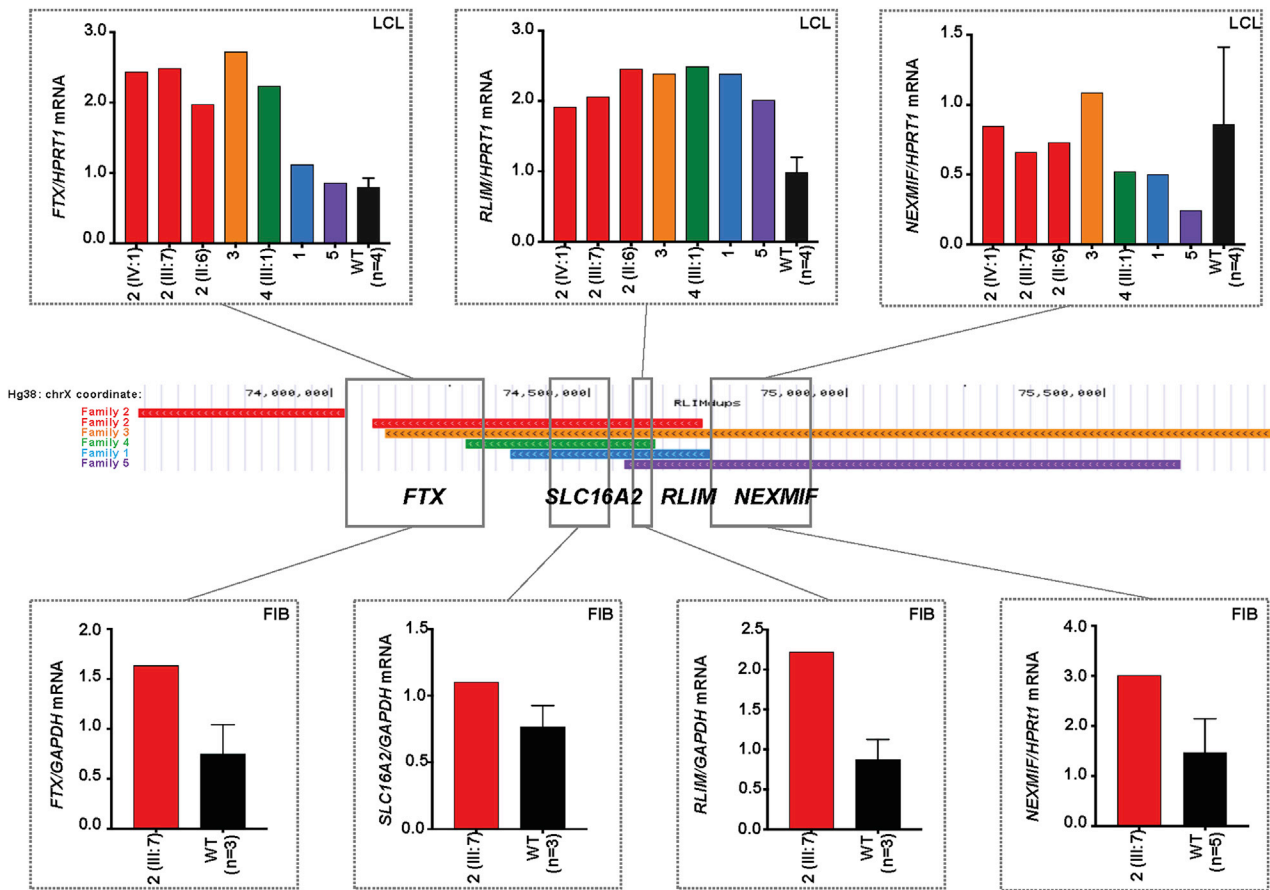 LCL
FTX/HPRT1 mRNA
3.0
2.0
1.0
0.0
2 (IV:1)
2 (III:7)
2 (II:6)
3
4 (III:1)
1
5
WT
(n=4)
LCL
RLIM/HPRT1 mRNA
3.0
2.0
1.0
0.0
2 (IV:1)
2 (III:7)
2 (II:6)
3
4 (III:1)
1
5
WT
(n=4)
LCL
NEXMIF/HPRT1 mRNA
1.5
1.0
0.5
0.0
2 (IV:1)
2 (III:7)
2 (II:6)
3
4 (III:1)
1
5
WT
(n=4)
Hg38: chrX coordinate: 74,000,000| 74,500,000| 75,000,000| 75,500,000|
RLIMdups
Family 2
Family 2
Family 3
Family 4
Family 1
Family 5
FTX SLC16A2 RLIM NEXMIF
FIB
FTX/GAPDH mRNA
2.0
1.5
1.0
0.5
0.0
2 (III:7)
WT
(n=3)
FIB
SLC16A2/GAPDH mRNA
1.5
1.0
0.5
0.0
2 (III:7)
WT
(n=3)
FIB
RLIM/GAPDH mRNA
2.5
2.0
1.5
1.0
0.5
0.0
2 (III:7)
WT
(n=3)
FIB
NEXMIF/HPRt1 mRNA
4.0
3.0
2.0
1.0
0.0
2 (III:7)
WT
(n=5)